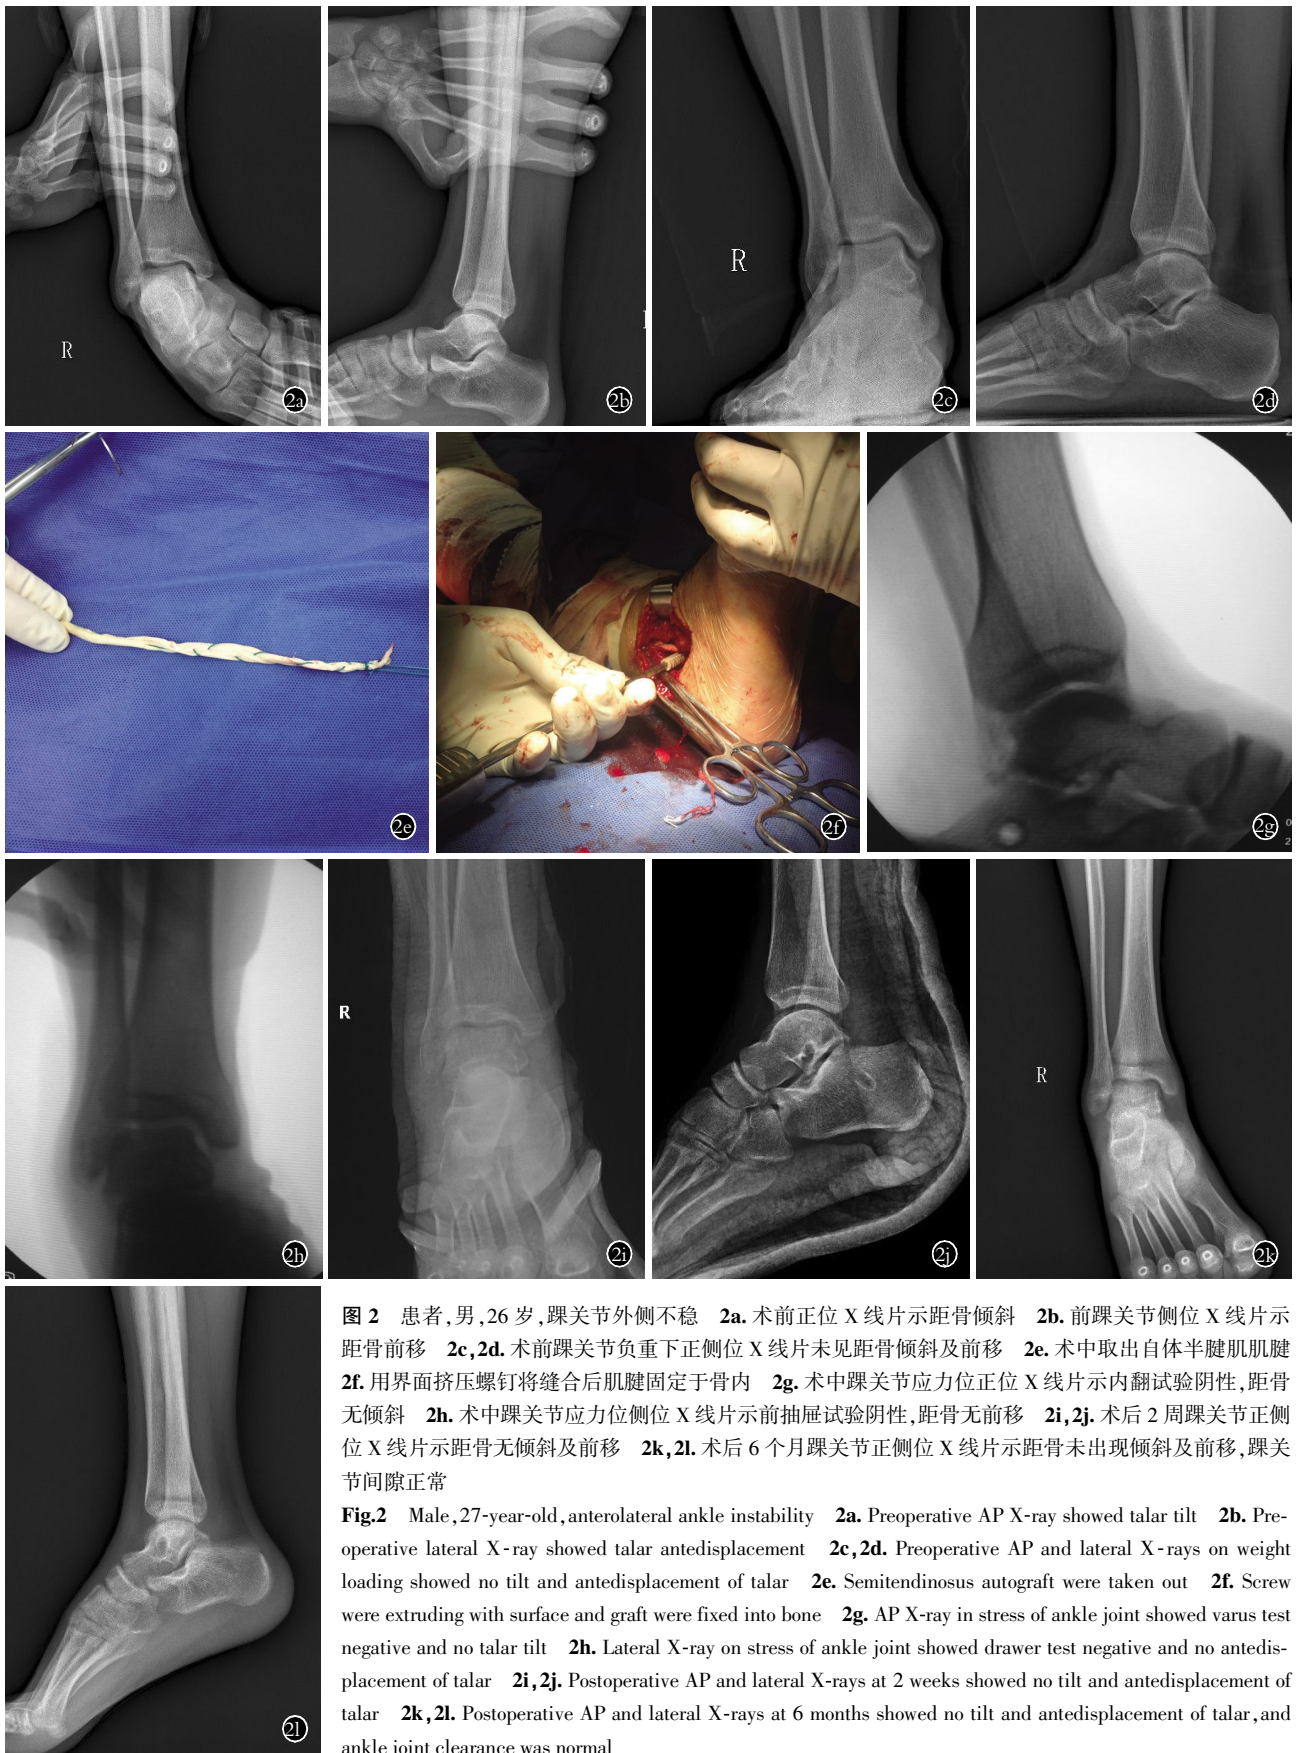 R
2a
2b
R
2c
2d
2e
2f
2g
2h
R
2i
2j
R
2k
2l
图 2 患者,男,26 岁,踝关节外侧不稳 2a. 术前正位 X 线片示距骨倾斜 2b. 前踝关节侧位 X 线片示
距骨前移 2c,2d. 术前踝关节负重下正侧位 X 线片未见距骨倾斜及前移 2e. 术中取出自体半腱肌肌腱
2f. 用界面挤压螺钉将缝合后肌腱固定于骨内 2g. 术中踝关节应力位正位 X 线片示内翻试验阴性,距骨
无倾斜 2h. 术中踝关节应力位侧位 X 线片示前抽屉试验阴性,距骨无前移 2i,2j. 术后 2 周踝关节正侧
位 X 线片示距骨无倾斜及前移 2k,2l. 术后 6 个月踝关节正侧位 X 线片示距骨未出现倾斜及前移,踝关
节间隙正常
Fig.2 Male,27-year-old,anterolateral ankle instability 2a. Preoperative AP X-ray showed talar tilt 2b. Pre-
operative lateral X-ray showed talar antedisplacement 2c,2d. Preoperative AP and lateral X-rays on weight
loading showed no tilt and antedisplacement of talar 2e. Semitendinosus autograft were taken out 2f. Screw
were extruding with surface and graft were fixed into bone 2g. AP X-ray in stress of ankle joint showed varus test
negative and no talar tilt 2h. Lateral X-ray on stress of ankle joint showed drawer test negative and no antedis-
placement of talar 2i,2j. Postoperative AP and lateral X-rays at 2 weeks showed no tilt and antedisplacement of
talar 2k,2l. Postoperative AP and lateral X-rays at 6 months showed no tilt and antedisplacement of talar,and
ankle joint clearance was normal